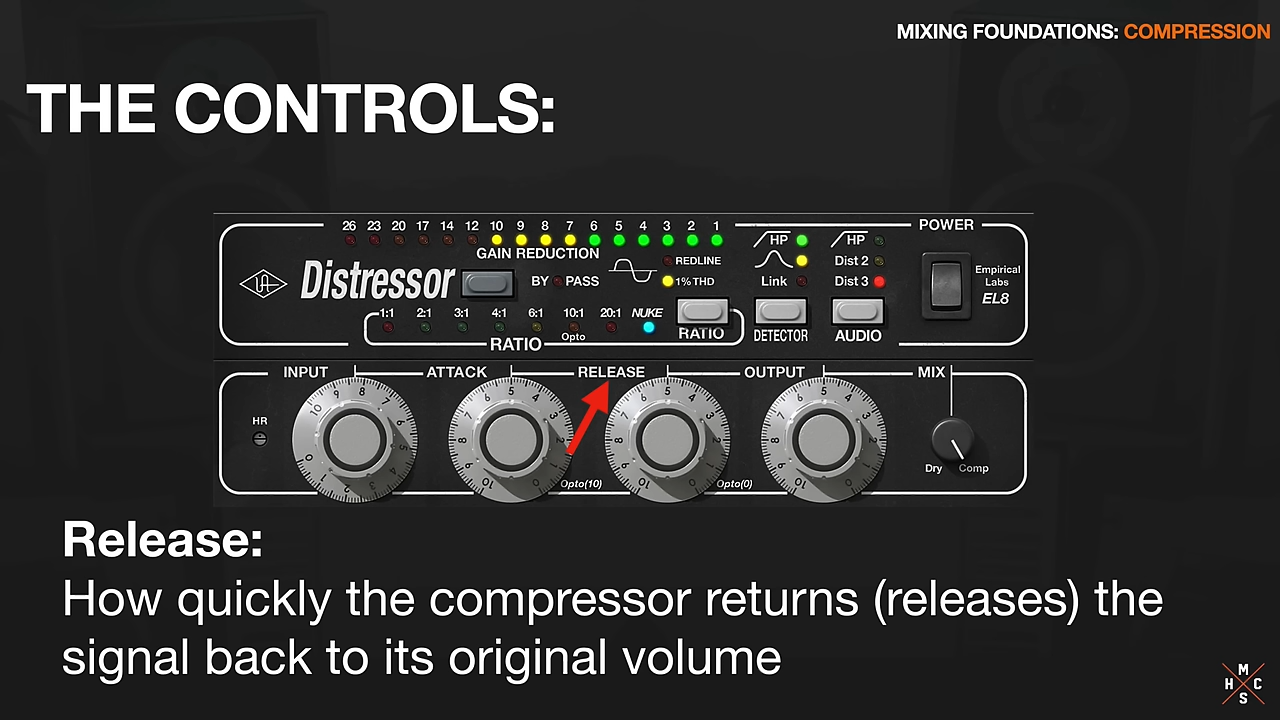 MIXING FOUNDATIONS: COMPRESSION
THE CONTROLS:
26 23 20 17 14 12 10 9 8 7 6 5 4 3 2 1
GAIN REDUCTION
HP
HP
POWER
UA
Distressor
BY PASS
REDLINE
1% THD
Link
Dist 2
Dist 3
Empirical
Labs
EL8
1:1 2:1 3:1 4:1 6:1 10:1 20:1 NUKE
Opto
RATIO
RATIO
DETECTOR
AUDIO
INPUT ATTACK RELEASE OUTPUT MIX
HR
Dry Comp
Opto(10) Opto(0)
Release:
How quickly the compressor returns (releases) the
signal back to its original volume
M
H C
S